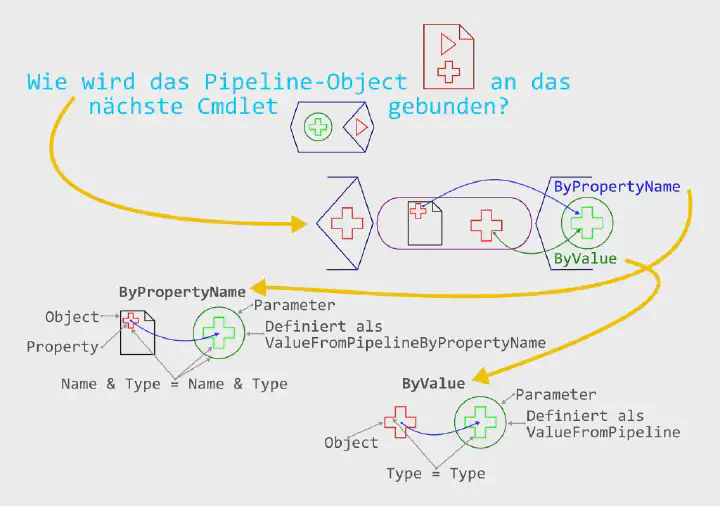 Wie wird das Pipeline-Object an das
nächste Cmdlet gebunden?
ByPropertyName
ByValue
ByPropertyName
Object
Parameter
Property
Definiert als
ValueFromPipelineByPropertyName
Name & Type = Name & Type
ByValue
Parameter
Object
Definiert als
ValueFromPipeline
Type = Type